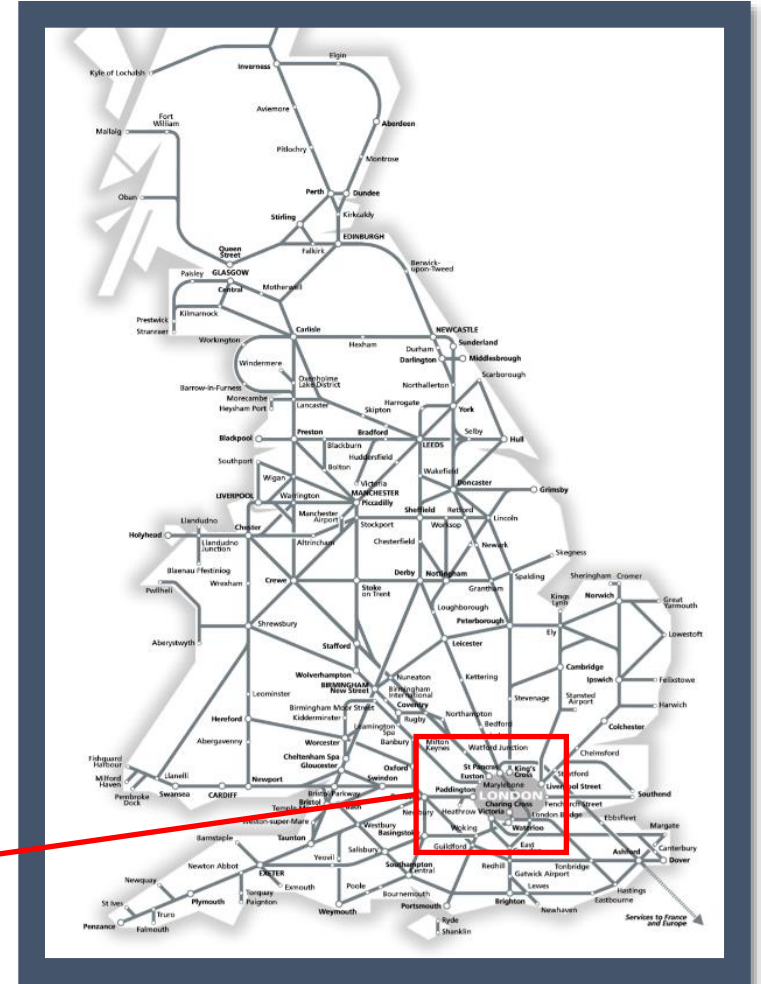 Elgin
Inverness
Kyle of Lochalsh
Aviemore
Fort
William
Mallaig
Aberdeen
Pitlochry
Montrose
Perth
Dundee
Oban
Kirkcaldy
Stirling
EDINBURGH
Queen
Street
Falkirk
Berwick-
upon-Tweed
Paisley
GLASGOW
Central
Motherwell
Prestwick
Kilmarnock
Stranraer
Carlisle
NEWCASTLE
Workington
Hexham
Durham
Sunderland
Darlington
Middlesbrough
Windermere
Scarborough
Oxenholme
Lake District
Barrow-in-Furness
Northallerton
Morecambe
Heysham Port
Lancaster
Harrogate
Skipton
York
Blackpool
Preston
Bradford
Selby
Hull
Blackburn
LEEDS
Southport
Huddersfield
Bolton
Wakefield
Wigan
Victoria
Doncaster
LIVERPOOL
Warrington
MANCHESTER
Piccadilly
Grimsby
Manchester
Airport
Sheffield
Retford
Llandudno
Chester
Stockport
Worksop
Lincoln
Holyhead
Llandudno
Junction
Altrincham
Chesterfield
Newark
Skegness
Blaenau Ffestiniog
Derby
Nottingham
Pwllheli
Wrexham
Crewe
Stoke
on Trent
Grantham
Spalding
Sheringham
Cromer
Kings
Lynn
Norwich
Great
Yarmouth
Loughborough
Shrewsbury
Peterborough
Ely
Lowestoft
Aberystwyth
Stafford
Leicester
Wolverhampton
Cambridge
BIRMINGHAM
New Street
Nuneaton
Kettering
Ipswich
Felixstowe
Birmingham
International
Leominster
Stevenage
Stansted
Airport
Birmingham Moor Street
Coventry
Harwich
Kidderminster
Rugby
Northampton
Hereford
Leamington
Spa
Bedford
Colchester
Worcester
Banbury
Milton
Keynes
Abergavenny
Watford Junction
Chelmsford
Cheltenham Spa
Fishguard
Harbour
Gloucester
Oxford
St Pancras
King's
Cross
Euston
Stratford
Milford
Haven
Llanelli
Newport
Swindon
Marylebone
Liverpool Street
Pembroke
Dock
Swansea
CARDIFF
Bristol Parkway
Paddington
LONDON
Southend
Bristol
Temple Meads
Bath
Charing Cross
Fenchurch Street
Newbury
Heathrow
Victoria
London Bridge
Ebbsfleet
Weston-super-Mare
Westbury
Basingstoke
Woking
Waterloo
Margate
Barnstaple
Taunton
Guildford
East
Canterbury
Yeovil
Salisbury
Ashford
Dover
Newton Abbot
EXETER
Southampton
Central
Redhill
Tonbridge
Gatwick Airport
Newquay
Exmouth
Poole
Hastings
Torquay
Paignton
Bournemouth
Lewes
Eastbourne
St Ives
Plymouth
Weymouth
Portsmouth
Brighton
Newhaven
Truro
Penzance
Falmouth
Ryde
Shanklin
Services to France
and Europe